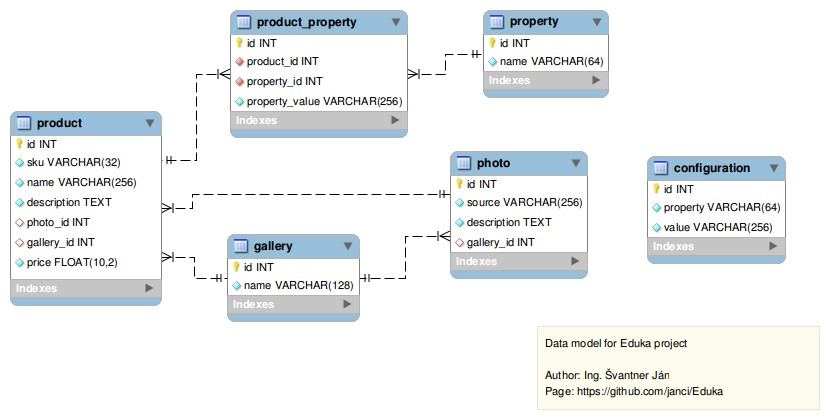 product_property
id INT
product_id INT
property_id INT
property_value VARCHAR(256)
Indexes
property
id INT
name VARCHAR(64)
Indexes
product
id INT
sku VARCHAR(32)
name VARCHAR(256)
description TEXT
photo_id INT
gallery_id INT
price FLOAT(10,2)
Indexes
photo
id INT
source VARCHAR(256)
description TEXT
gallery_id INT
Indexes
configuration
id INT
property VARCHAR(64)
value VARCHAR(256)
Indexes
gallery
id INT
name VARCHAR(128)
Indexes
Data model for Eduka project
Author: Ing. Švantner Ján
Page: https://github.com/janci/Eduka